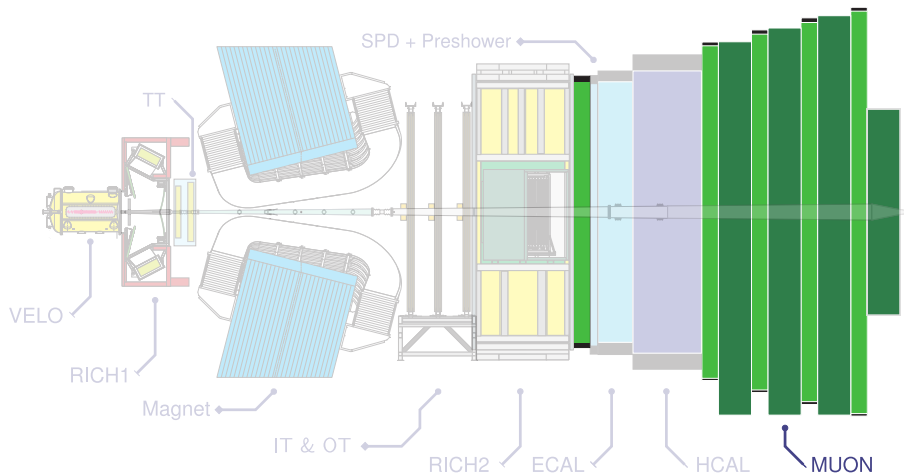 SPD + Preshower
TT
VELO
RICH1
Magnet
IT & OT
RICH2
ECAL
HCAL
MUON